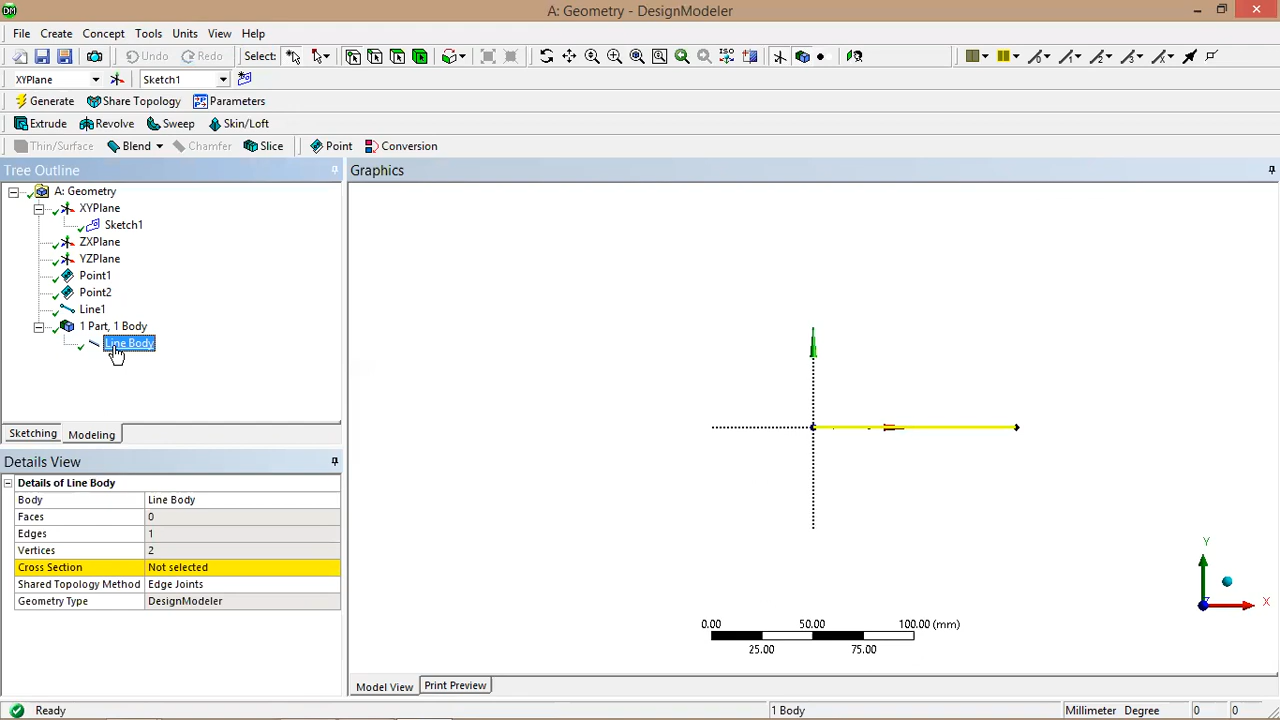 DM
A: Geometry - DesignModeler
File Create Concept Tools Units View Help
Undo Redo Select: ISO
XYPlane Sketch1
Generate Share Topology Parameters
Extrude Revolve Sweep Skin/Loft
Thin/Surface Blend Chamfer Slice Point Conversion
Tree Outline
Graphics
A: Geometry
XYPlane
Sketch1
ZXPlane
YZPlane
Point1
Point2
Line1
1 Part, 1 Body
Line Body
Sketching Modeling
Details View
Details of Line Body
Body Line Body
Faces 0
Edges 1
Vertices 2
Cross Section Not selected
Shared Topology Method Edge Joints
Geometry Type DesignModeler
Y
Z X
0.00 50.00 100.00 (mm)
25.00 75.00
Model View Print Preview
Ready 1 Body Millimeter Degree 0 0